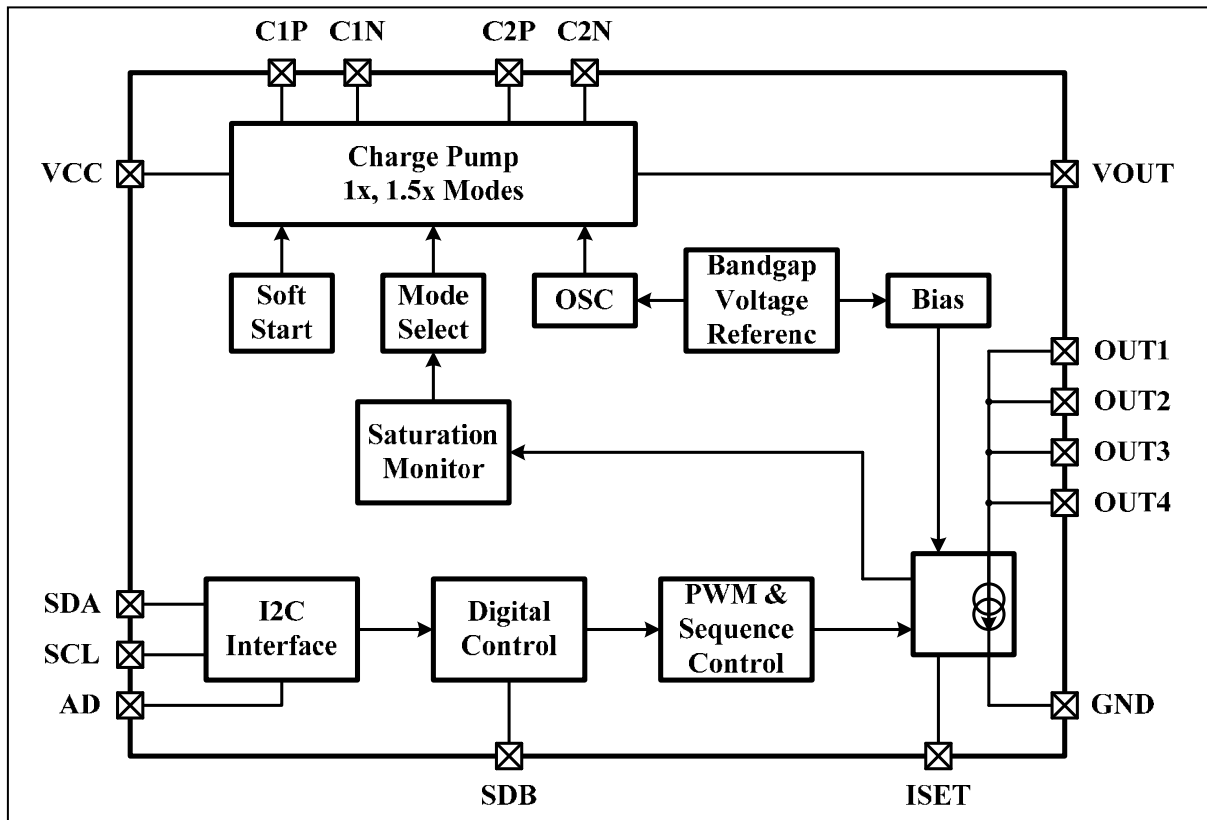 C1P C1N C2P C2N
VCC
Charge Pump
1x, 1.5x Modes
VOUT
Soft
Start
Mode
Select
OSC
Bandgap
Voltage
Referenc
Bias
OUT1
OUT2
OUT3
OUT4
Saturation
Monitor
SDA
SCL
AD
I2C
Interface
Digital
Control
PWM &
Sequence
Control
GND
SDB
ISET